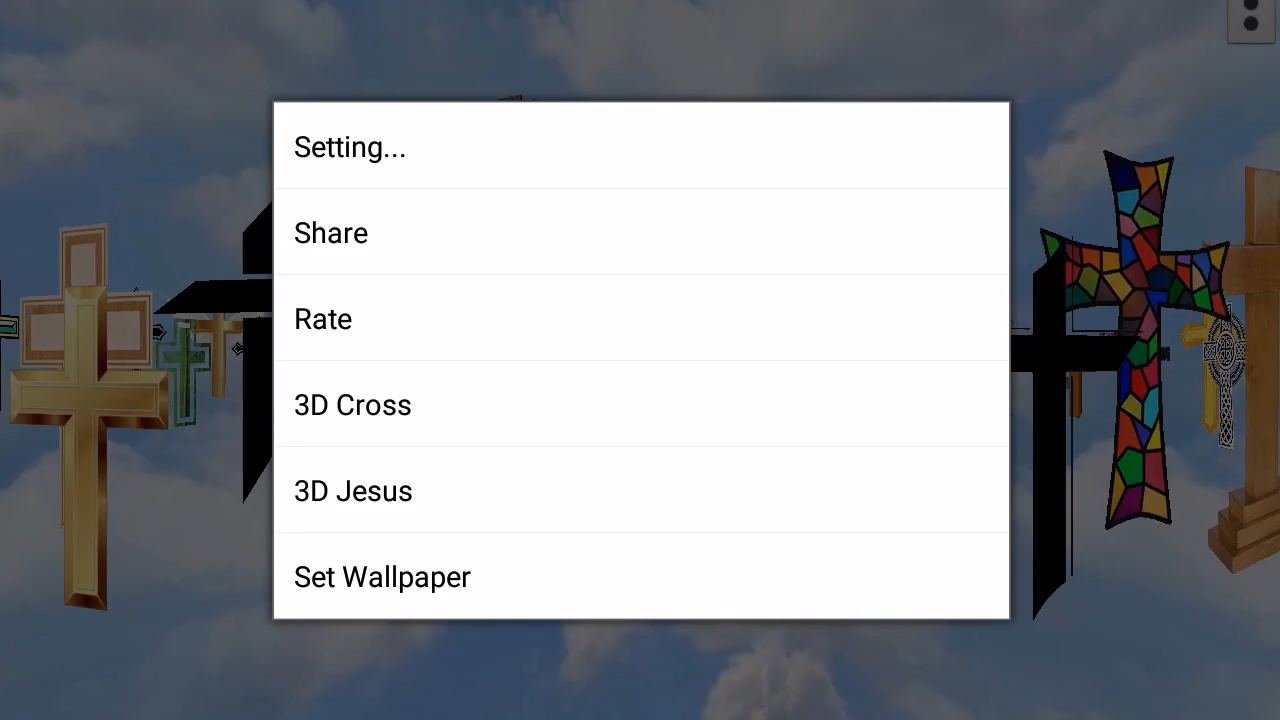 Setting...
Share
Rate
3D Cross
3D Jesus
Set Wallpaper